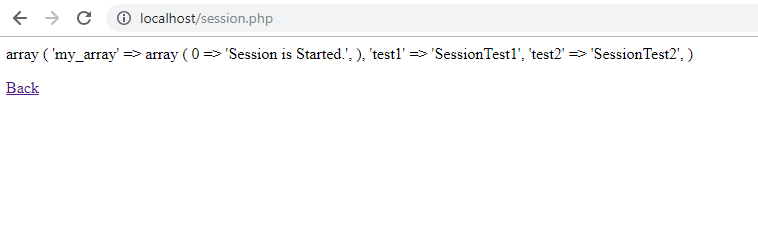 localhost/session.php
array ( 'my_array' => array ( 0 => 'Session is Started.', ), 'test1' => 'SessionTest1', 'test2' => 'SessionTest2', )
Back